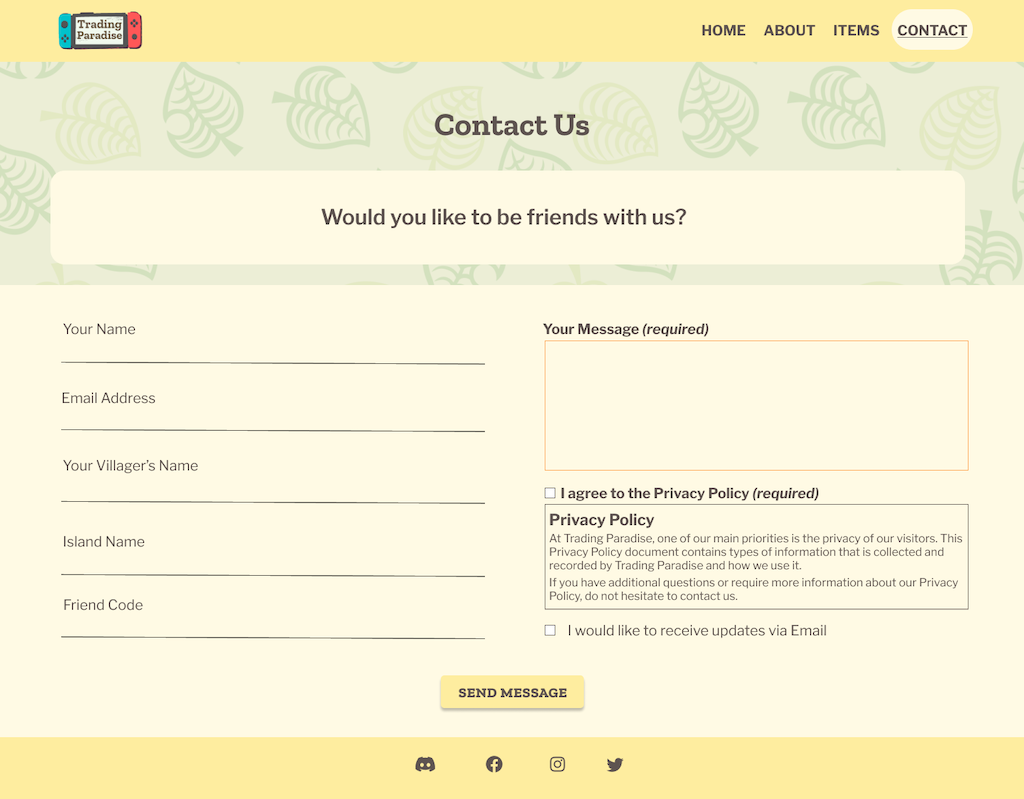 Trading
Paradise
HOME ABOUT ITEMS CONTACT
Contact Us
Would you like to be friends with us?
Your Name
Email Address
Your Villager’s Name
Island Name
Friend Code
Your Message (required)
I agree to the Privacy Policy (required)
Privacy Policy
At Trading Paradise, one of our main priorities is the privacy of our visitors. This
Privacy Policy document contains types of information that is collected and
recorded by Trading Paradise and how we use it.
If you have additional questions or require more information about our Privacy
Policy, do not hesitate to contact us.
I would like to receive updates via Email
SEND MESSAGE